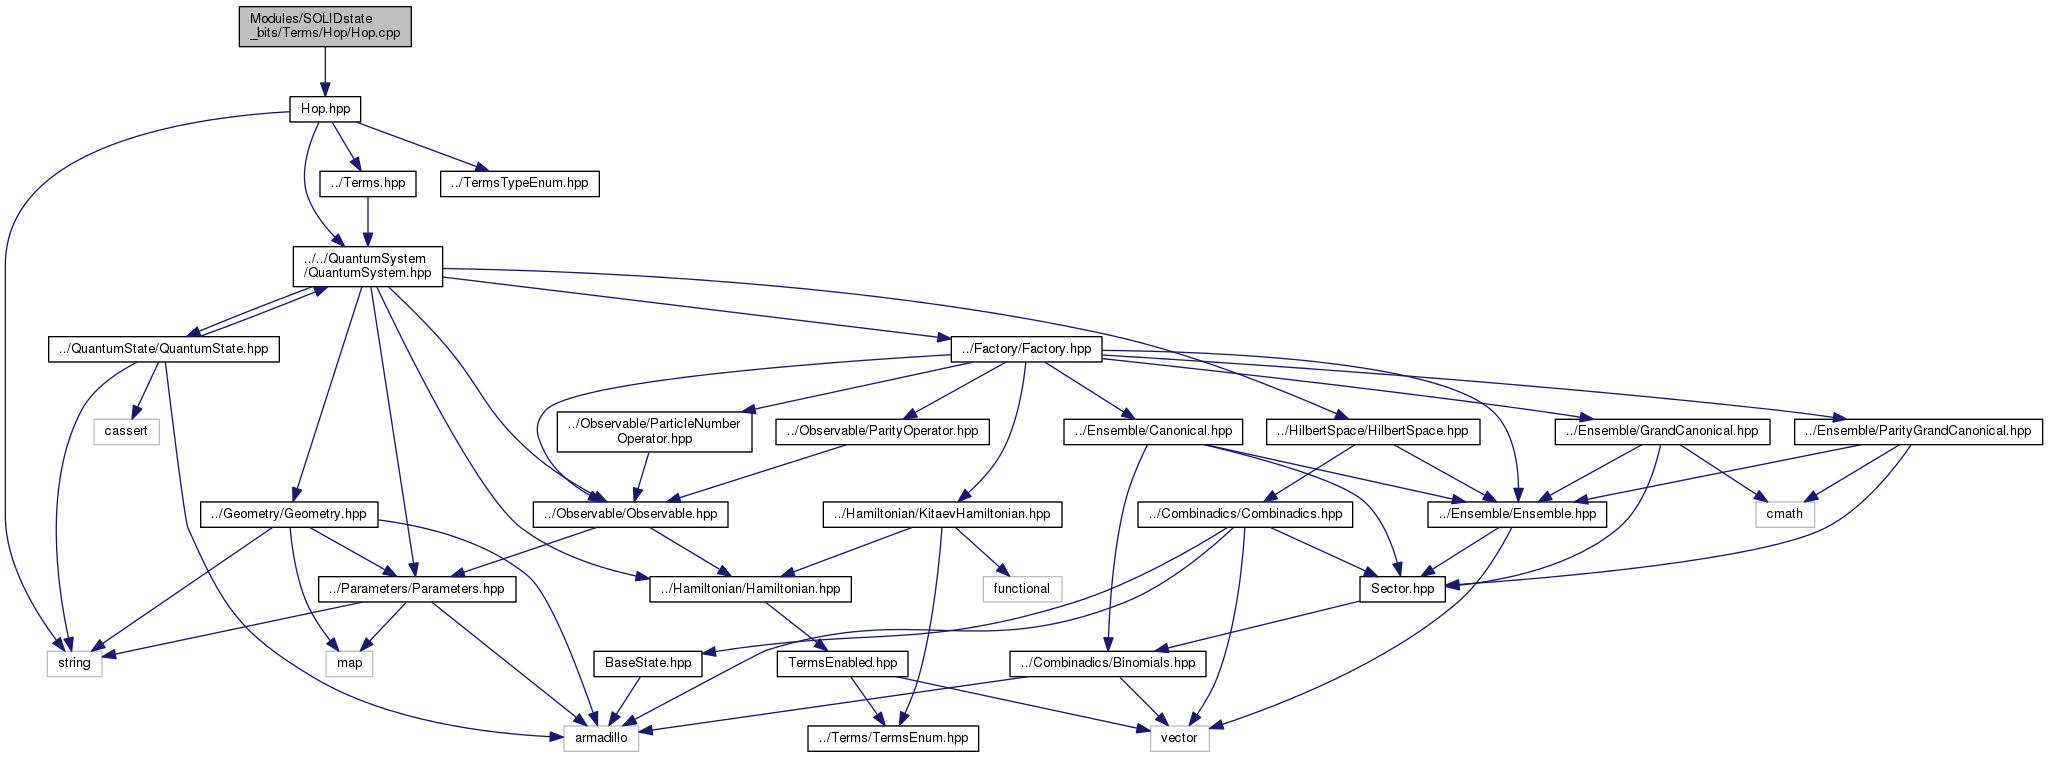 Modules/SOLIDstate
_bits/Terms/Hop/Hop.cpp
Hop.hpp
../Terms.hpp
../TermsTypeEnum.hpp
../../QuantumSystem
/QuantumSystem.hpp
../QuantumState/QuantumState.hpp
../Factory/Factory.hpp
cassert
../Observable/ParticleNumber
Operator.hpp
../Observable/ParityOperator.hpp
../Ensemble/Canonical.hpp
../HilbertSpace/HilbertSpace.hpp
../Ensemble/GrandCanonical.hpp
../Ensemble/ParityGrandCanonical.hpp
../Geometry/Geometry.hpp
../Observable/Observable.hpp
../Hamiltonian/KitaevHamiltonian.hpp
../Combinadics/Combinadics.hpp
../Ensemble/Ensemble.hpp
cmath
../Parameters/Parameters.hpp
../Hamiltonian/Hamiltonian.hpp
functional
Sector.hpp
string
map
BaseState.hpp
TermsEnabled.hpp
../Combinadics/Binomials.hpp
armadillo
../Terms/TermsEnum.hpp
vector